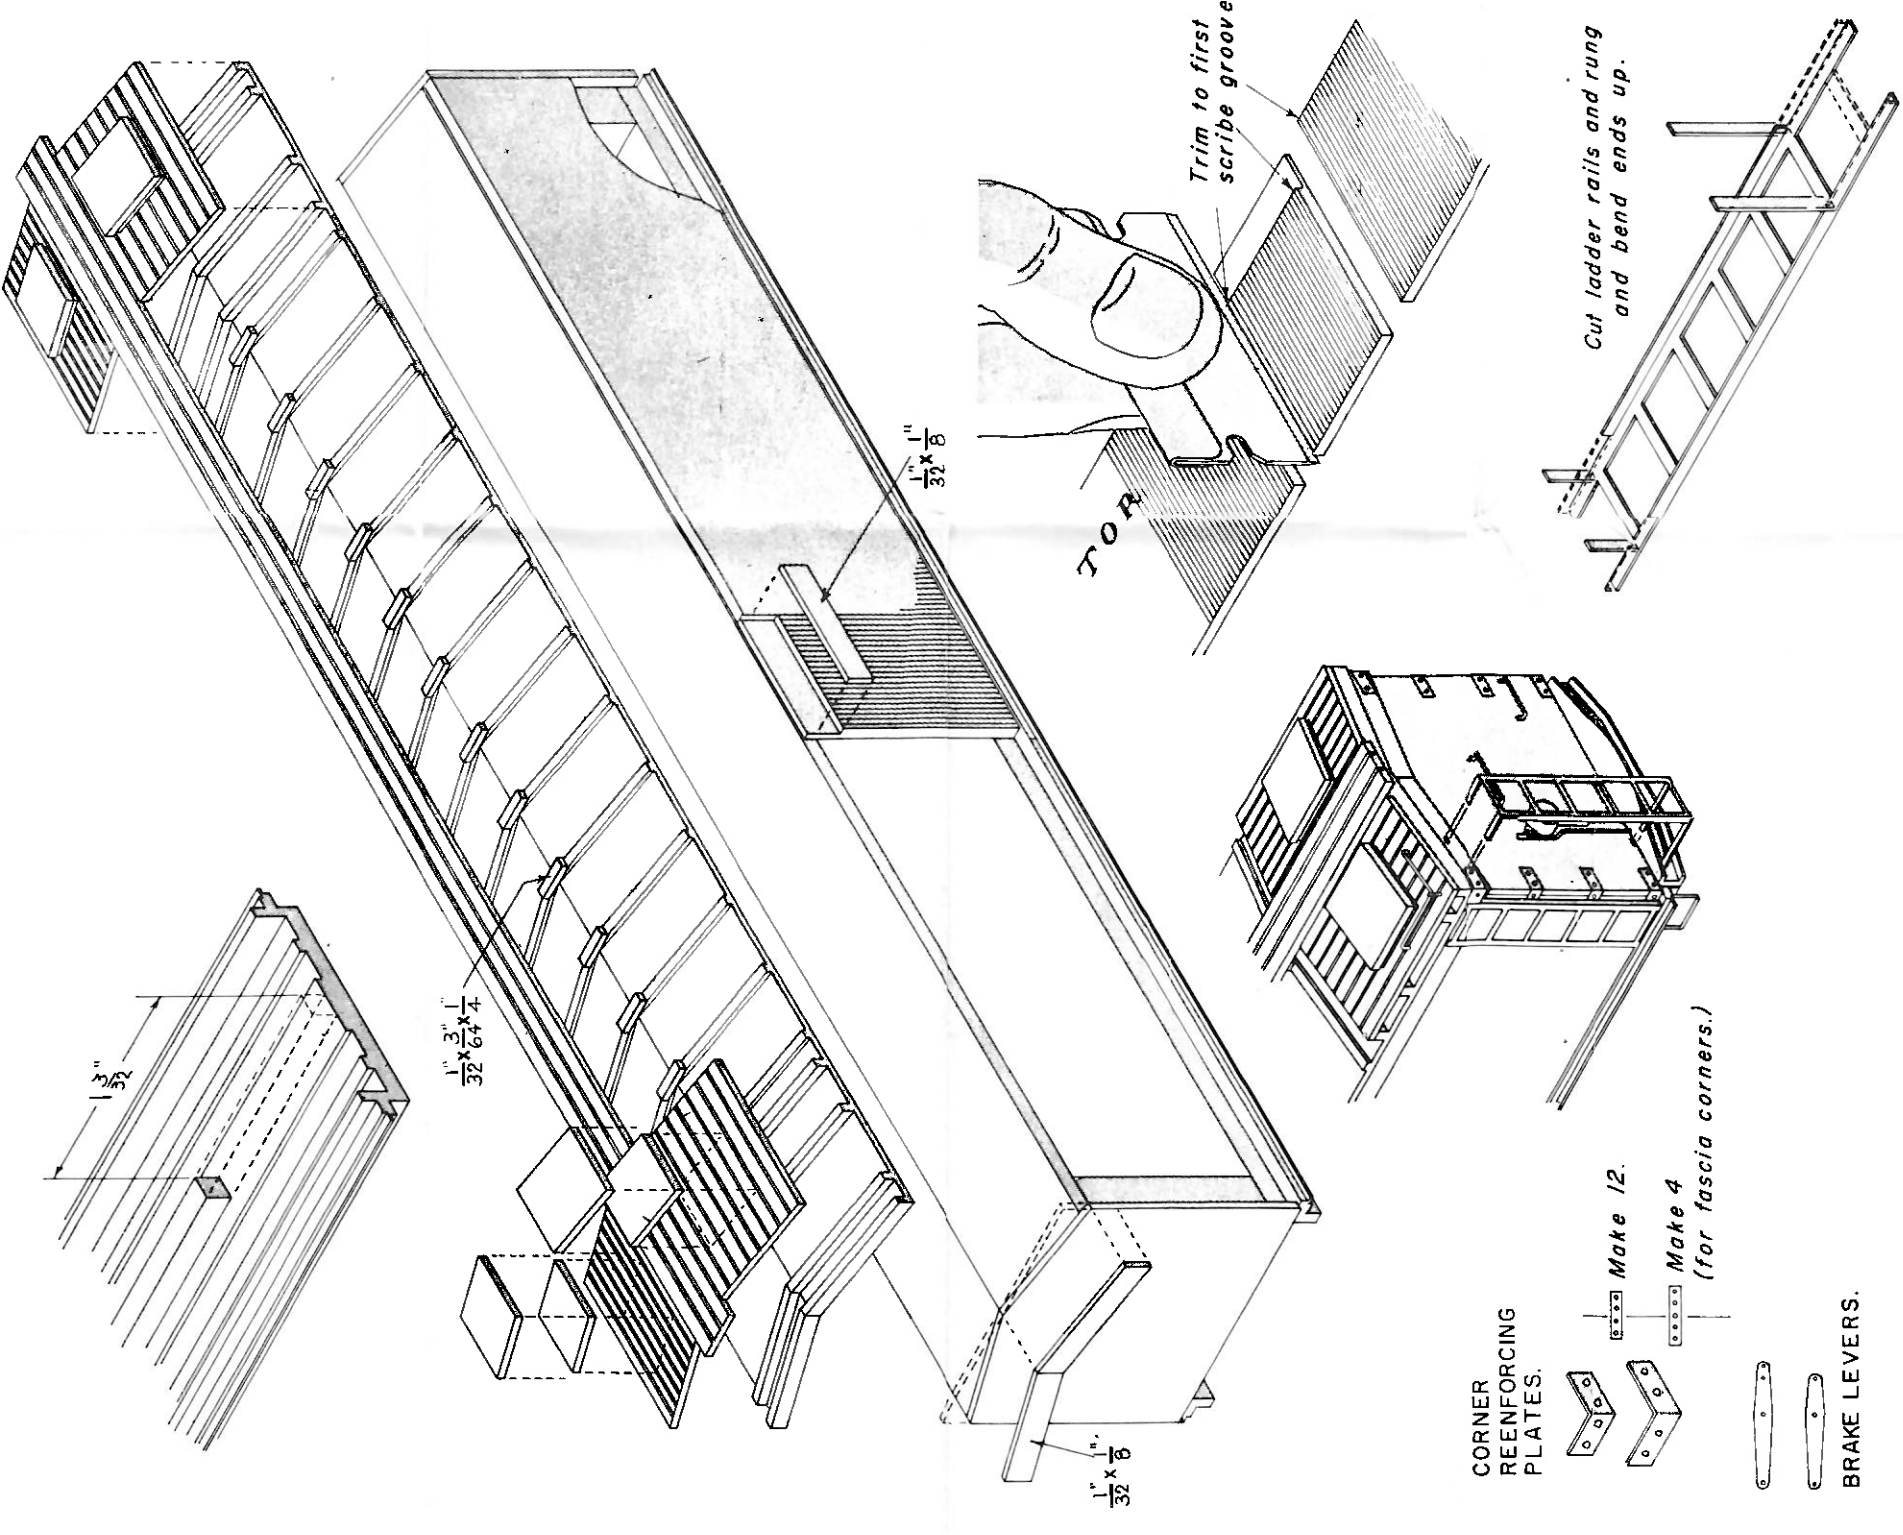 1 3/32"
1/32" x 3/64" x 1/4"
1/32" x 1/8"
1/32" x 1/8"
Trim to first
scribe groove
TOP
Cut ladder rails and rung
and bend ends up.
CORNER
REENFORCING
PLATES.
Make 12.
Make 4
(for fascia corners.)
BRAKE LEVERS.